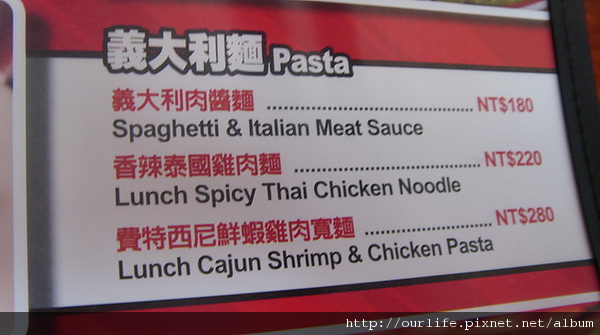 義大利麵 Pasta
義大利肉醬麵 ........................................ NT$180
Spaghetti & Italian Meat Sauce
香辣泰國雞肉麵 .................................... NT$220
Lunch Spicy Thai Chicken Noodle
費特西尼鮮蝦雞肉寬麵 ........................ NT$280
Lunch Cajun Shrimp & Chicken Pasta
http://ourlife.pixnet.net/album